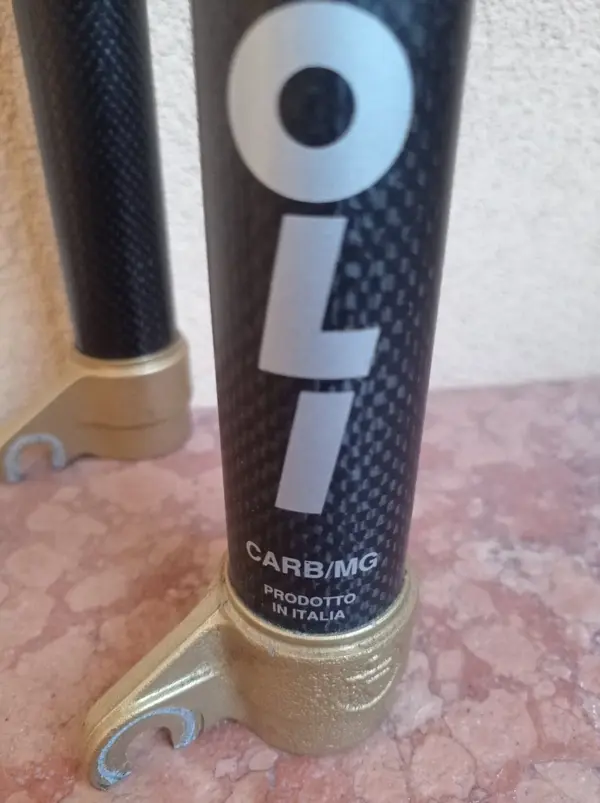 OLI
CARB/MG
PRODOTTO
IN ITALIA